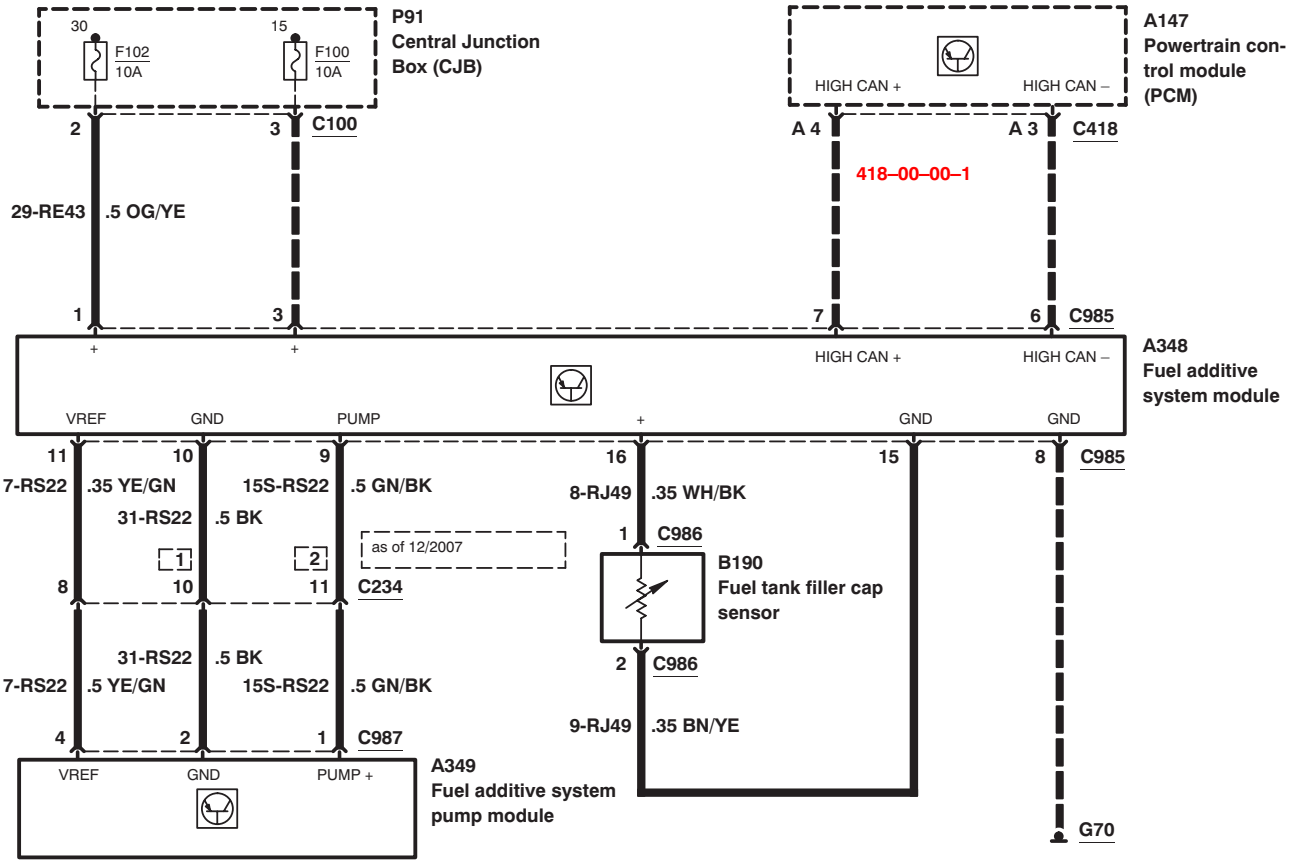 P91
Central Junction
Box (CJB)
30
F102
10A
15
F100
10A
A147
Powertrain con-
trol module
(PCM)
HIGH CAN +
HIGH CAN –
2
3
C100
A 4
A 3
C418
418–00–00–1
29-RE43
.5 OG/YE
1
3
7
6
C985
+
+
HIGH CAN +
HIGH CAN –
A348
Fuel additive
system module
VREF
GND
PUMP
+
GND
GND
11
10
9
16
15
8
C985
7-RS22
.35 YE/GN
15S-RS22
.5 GN/BK
8-RJ49
.35 WH/BK
31-RS22
.5 BK
1
C986
1
2
as of 12/2007
B190
Fuel tank filler cap
sensor
8
10
11
C234
31-RS22
.5 BK
2
C986
7-RS22
.5 YE/GN
15S-RS22
.5 GN/BK
9-RJ49
.35 BN/YE
4
2
1
C987
VREF
GND
PUMP +
A349
Fuel additive system
pump module
G70